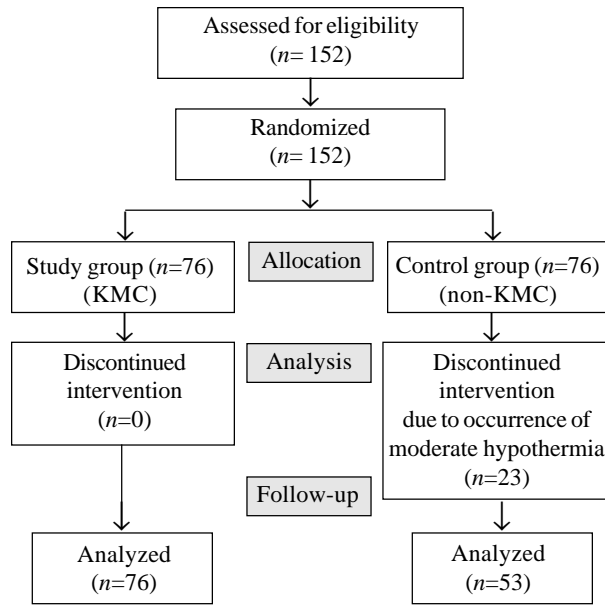 Assessed for eligibility
(n= 152)
Randomized
(n= 152)
Study group (n=76)
(KMC)
Allocation
Control group (n=76)
(non-KMC)
Discontinued
intervention
(n=0)
Analysis
Discontinued
intervention
due to occurrence of
moderate hypothermia
(n=23)
Follow-up
Analyzed
(n=76)
Analyzed
(n=53)